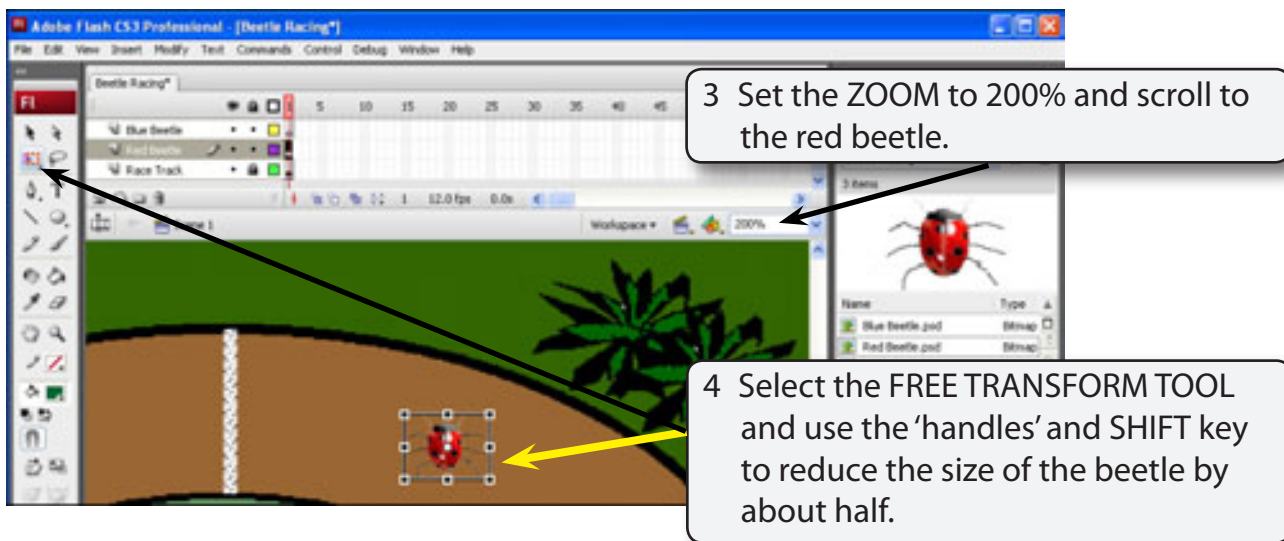 Adobe Flash CS3 Professional - [Beetle Racing*]
File Edit View Insert Modify Text Commands Control Debug Window Help
Beetle Racing*
Fl
5 10 15 20 25 30 35 40 45
Blue Beetle
Red Beetle
Race Track
1 12.0 fps 0.0s
Workspace 200%
3 Set the ZOOM to 200% and scroll to
the red beetle.
3 items
Name Type
Blue Beetle.psd Bitmap
Red Beetle.psd Bitmap
4 Select the FREE TRANSFORM TOOL
and use the ‘handles’ and SHIFT key
to reduce the size of the beetle by
about half.